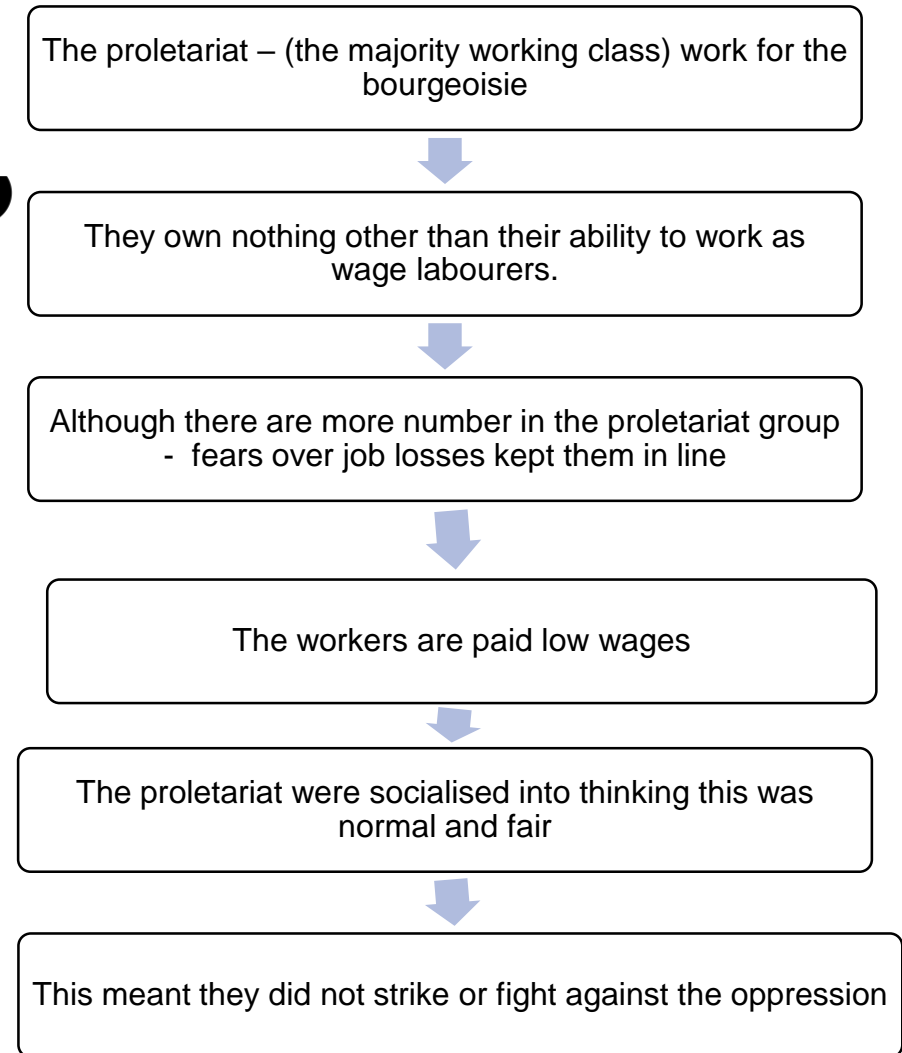 The proletariat – (the majority working class) work for the
bourgeoisie
They own nothing other than their ability to work as
wage labourers.
Although there are more number in the proletariat group
- fears over job losses kept them in line
The workers are paid low wages
The proletariat were socialised into thinking this was
normal and fair
This meant they did not strike or fight against the oppression